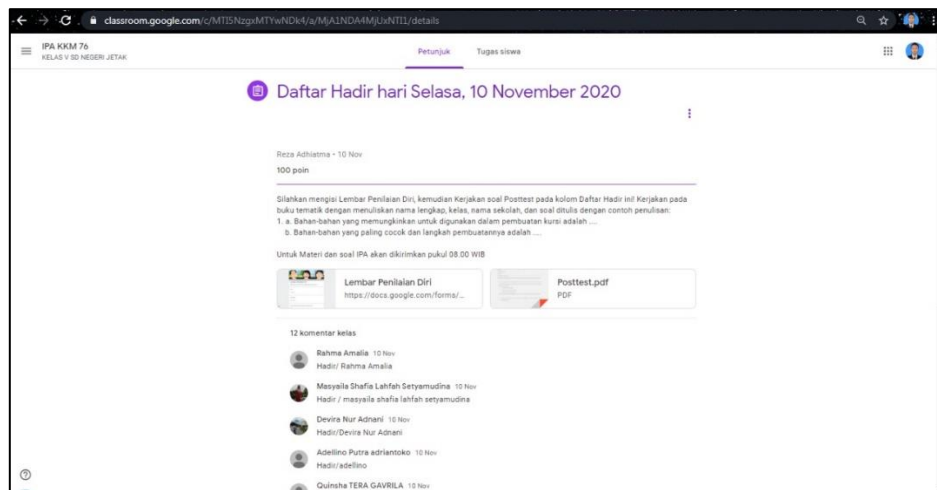 classroom.google.com/c/MTI5NzgxMTYwNDk4/a/MjA1NDA4MjUxNTI1/details
IPA KKM 76
KELAS V SD NEGERI JETAK
Petunjuk
Tugas siswa
Daftar Hadir hari Selasa, 10 November 2020
Reza Adhiatma • 10 Nov
100 poin
Silahkan mengisi Lembar Penilaian Diri, kemudian Kerjakan soal Posttest pada kolom Daftar Hadir ini! Kerjakan pada
buku tematik dengan menuliskan nama lengkap, kelas, nama sekolah, dan soal ditulis dengan contoh penulisan:
1. a. Bahan-bahan yang memungkinkan untuk digunakan dalam pembuatan kursi adalah ....
b. Bahan-bahan yang paling cocok dan langkah pembuatannya adalah ....
Untuk Materi dan soal IPA akan dikirimkan pukul 08.00 WIB
Lembar Penilaian Diri
https://docs.google.com/forms/...
Posttest.pdf
PDF
12 komentar kelas
Rahma Amalia 10 Nov
Hadir/ Rahma Amalia
Masyaila Shafia Lahfah Setyamudina 10 Nov
Hadir / masyaila shafia lahfah setyamudina
Devira Nur Adnani 10 Nov
Hadir/Devira Nur Adnani
Adellino Putra adriantoko 10 Nov
Hadir/adellino
Quinsha TERA GAVRILA 10 Nov